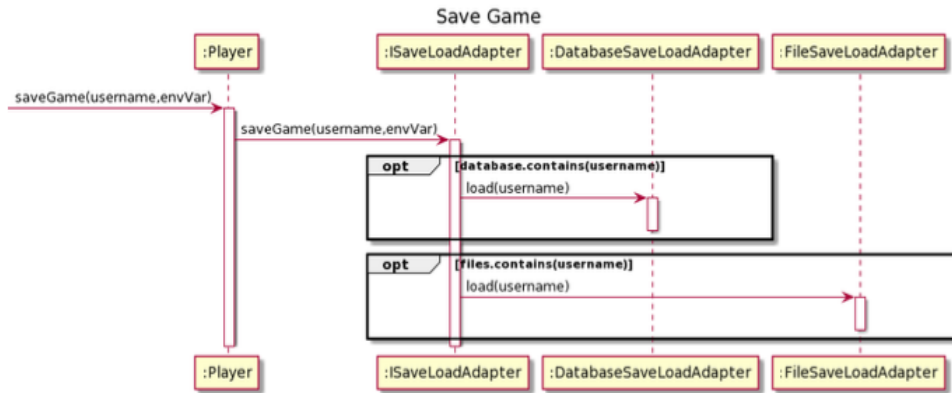 Save Game
:Player
:ISaveLoadAdapter
:DatabaseSaveLoadAdapter
:FileSaveLoadAdapter
saveGame(username,envVar)
saveGame(username,envVar)
opt
[database.contains(username)]
load(username)
opt
[files.contains(username)]
load(username)
:Player
:ISaveLoadAdapter
:DatabaseSaveLoadAdapter
:FileSaveLoadAdapter